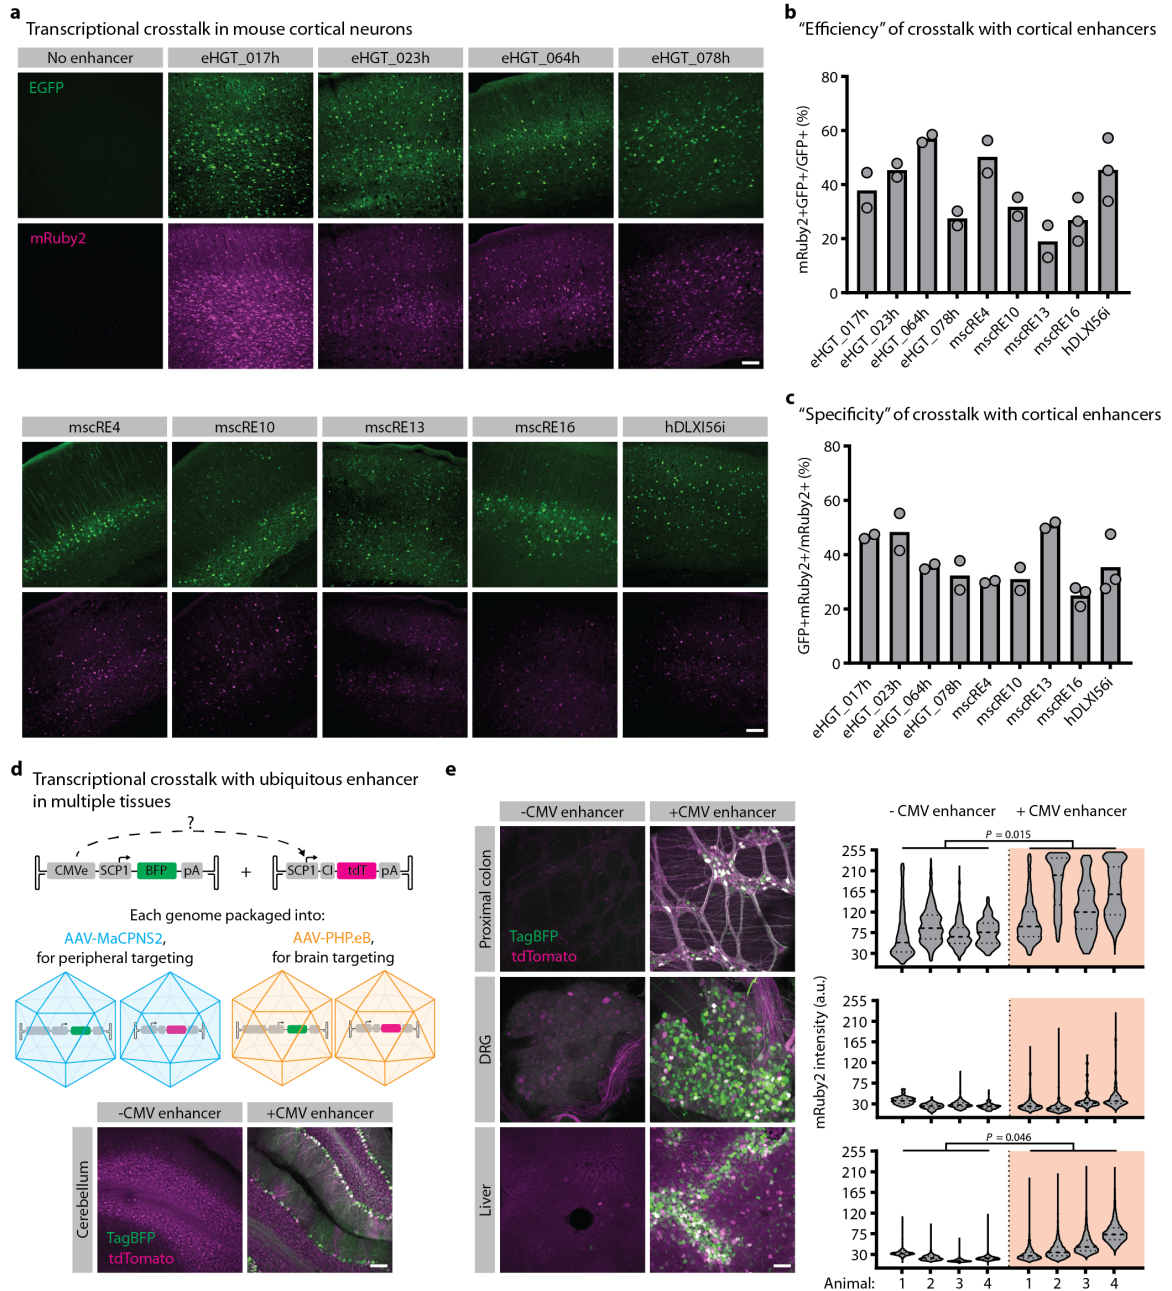 a
Transcriptional crosstalk in mouse cortical neurons
No enhancer
eHGT_017h
eHGT_023h
eHGT_064h
eHGT_078h
EGFP
mRuby2
mscRE4
mscRE10
mscRE13
mscRE16
hDLXI56i
b
“Efficiency” of crosstalk with cortical enhancers
mRuby2+GFP+/GFP+ (%)
80
60
40
20
0
eHGT_017h
eHGT_023h
eHGT_064h
eHGT_078h
mscRE4
mscRE10
mscRE13
mscRE16
hDLXI56i
c
“Specificity” of crosstalk with cortical enhancers
GFP+mRuby2+/mRuby2+ (%)
80
60
40
20
0
eHGT_017h
eHGT_023h
eHGT_064h
eHGT_078h
mscRE4
mscRE10
mscRE13
mscRE16
hDLXI56i
d
Transcriptional crosstalk with ubiquitous enhancer
in multiple tissues
?
CMVe SCP1 BFP pA
+
SCP1 CI tdT pA
Each genome packaged into:
AAV-MaCPNS2,
for peripheral targeting
AAV-PHP.eB,
for brain targeting
-CMV enhancer
+CMV enhancer
Cerebellum
TagBFP
tdTomato
e
-CMV enhancer
+CMV enhancer
Proximal colon
TagBFP
tdTomato
DRG
Liver
- CMV enhancer
+ CMV enhancer
P = 0.015
255
210
165
120
75
30
mRuby2 intensity (a.u.)
255
210
165
120
75
30
P = 0.046
255
210
165
120
75
30
Animal: 1 2 3 4 1 2 3 4